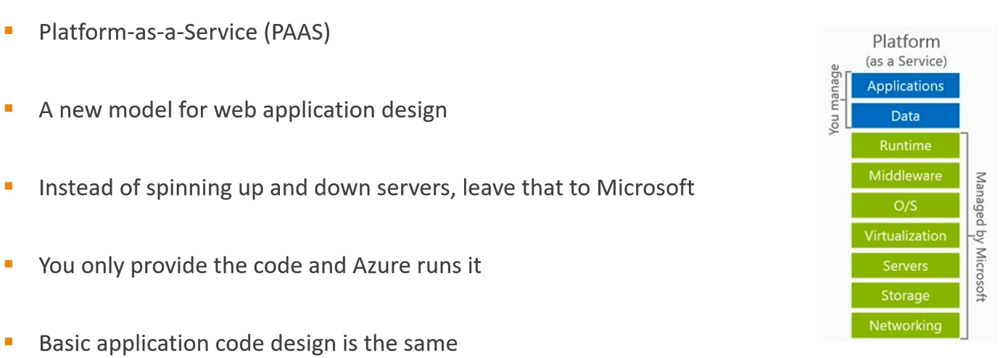 Platform-as-a-Service (PAAS)
A new model for web application design
Instead of spinning up and down servers, leave that to Microsoft
You only provide the code and Azure runs it
Basic application code design is the same
Platform
(as a Service)
You manage
Applications
Data
Runtime
Middleware
O/S
Virtualization
Servers
Storage
Networking
Managed by Microsoft